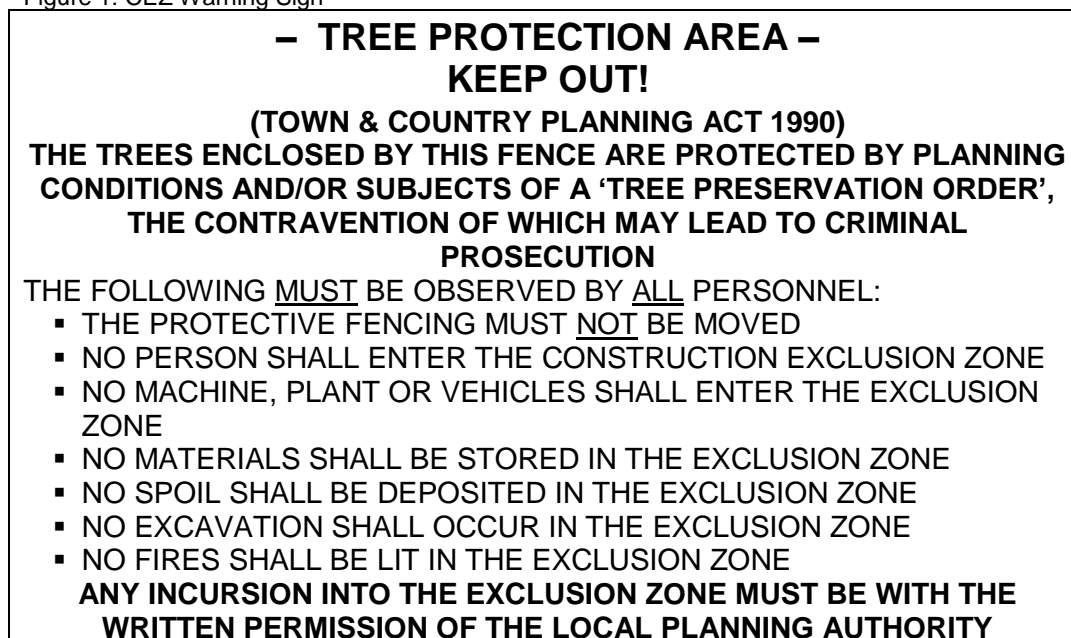 Figure 1: CEZ Warning Sign
– TREE PROTECTION AREA –
KEEP OUT!
(TOWN & COUNTRY PLANNING ACT 1990)
THE TREES ENCLOSED BY THIS FENCE ARE PROTECTED BY PLANNING
CONDITIONS AND/OR SUBJECTS OF A ‘TREE PRESERVATION ORDER’,
THE CONTRAVENTION OF WHICH MAY LEAD TO CRIMINAL
PROSECUTION
THE FOLLOWING MUST BE OBSERVED BY ALL PERSONNEL:
▪ THE PROTECTIVE FENCING MUST NOT BE MOVED
▪ NO PERSON SHALL ENTER THE CONSTRUCTION EXCLUSION ZONE
▪ NO MACHINE, PLANT OR VEHICLES SHALL ENTER THE EXCLUSION
ZONE
▪ NO MATERIALS SHALL BE STORED IN THE EXCLUSION ZONE
▪ NO SPOIL SHALL BE DEPOSITED IN THE EXCLUSION ZONE
▪ NO EXCAVATION SHALL OCCUR IN THE EXCLUSION ZONE
▪ NO FIRES SHALL BE LIT IN THE EXCLUSION ZONE
ANY INCURSION INTO THE EXCLUSION ZONE MUST BE WITH THE
WRITTEN PERMISSION OF THE LOCAL PLANNING AUTHORITY